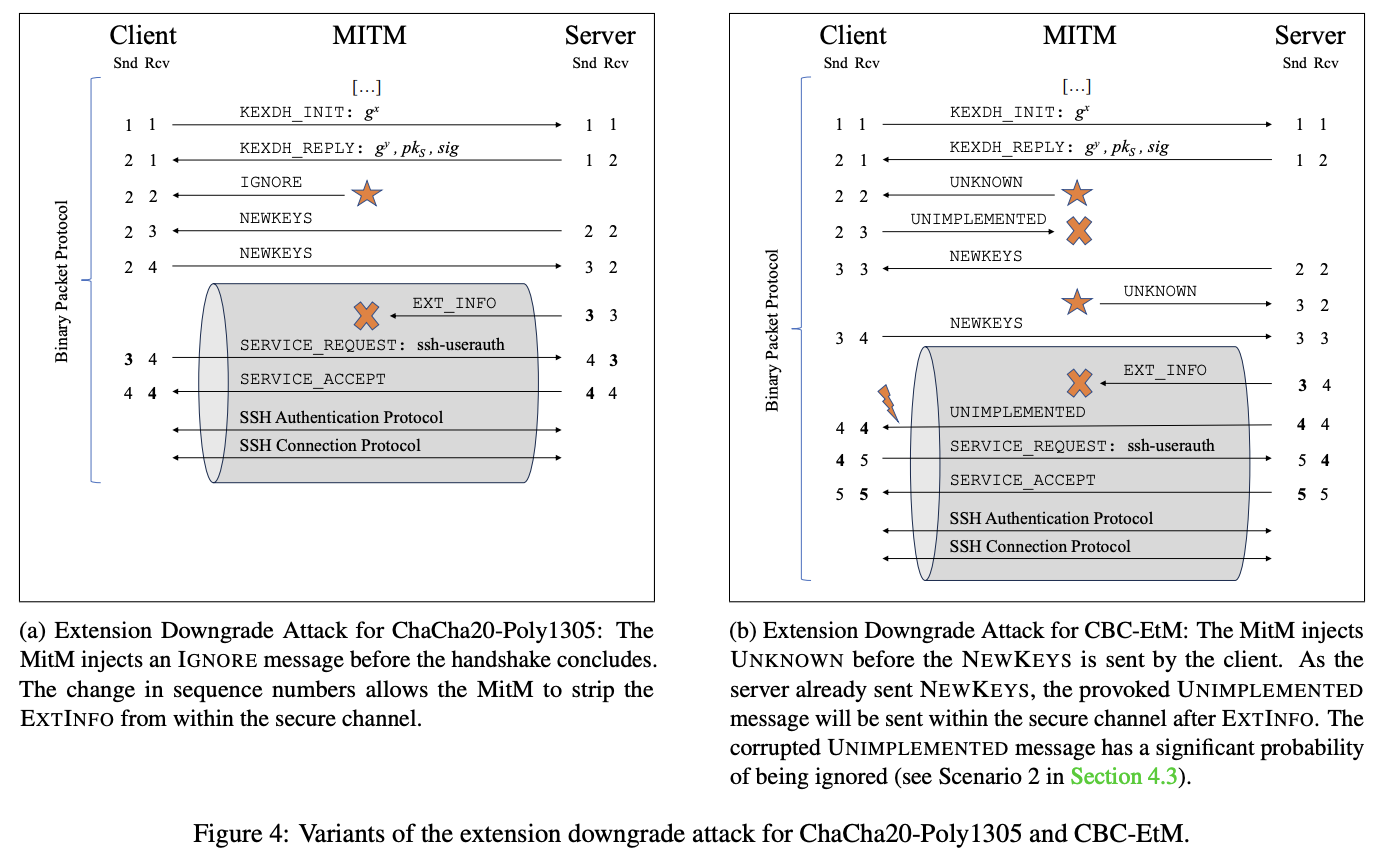 Client MITM Server
Snd Rcv Snd Rcv
[...]
KEXDH_INIT: gˣ
1 1 1 1
KEXDH_REPLY: gʸ, pkₛ, sig
2 1 1 2
IGNORE
2 2
NEWKEYS
2 3 2 2
NEWKEYS
2 4 3 2
EXT_INFO
3 3
SERVICE_REQUEST: ssh-userauth
3 4 4 3
SERVICE_ACCEPT
4 4 4 4
SSH Authentication Protocol
SSH Connection Protocol
Binary Packet Protocol
(a) Extension Downgrade Attack for ChaCha20-Poly1305: The
MitM injects an IGNORE message before the handshake concludes.
The change in sequence numbers allows the MitM to strip the
EXTINFO from within the secure channel.
Client MITM Server
Snd Rcv Snd Rcv
[...]
KEXDH_INIT: gˣ
1 1 1 1
KEXDH_REPLY: gʸ, pkₛ, sig
2 1 1 2
UNKNOWN
2 2
UNIMPLEMENTED
2 3
NEWKEYS
3 3 2 2
UNKNOWN
3 2
NEWKEYS
3 4 3 3
EXT_INFO
3 4
UNIMPLEMENTED
4 4 4 4
SERVICE_REQUEST: ssh-userauth
4 5 5 4
SERVICE_ACCEPT
5 5 5 5
SSH Authentication Protocol
SSH Connection Protocol
Binary Packet Protocol
(b) Extension Downgrade Attack for CBC-EtM: The MitM injects
UNKNOWN before the NEWKEYS is sent by the client. As the
server already sent NEWKEYS, the provoked UNIMPLEMENTED
message will be sent within the secure channel after EXTINFO. The
corrupted UNIMPLEMENTED message has a significant probability
of being ignored (see Scenario 2 in Section 4.3).
Figure 4: Variants of the extension downgrade attack for ChaCha20-Poly1305 and CBC-EtM.